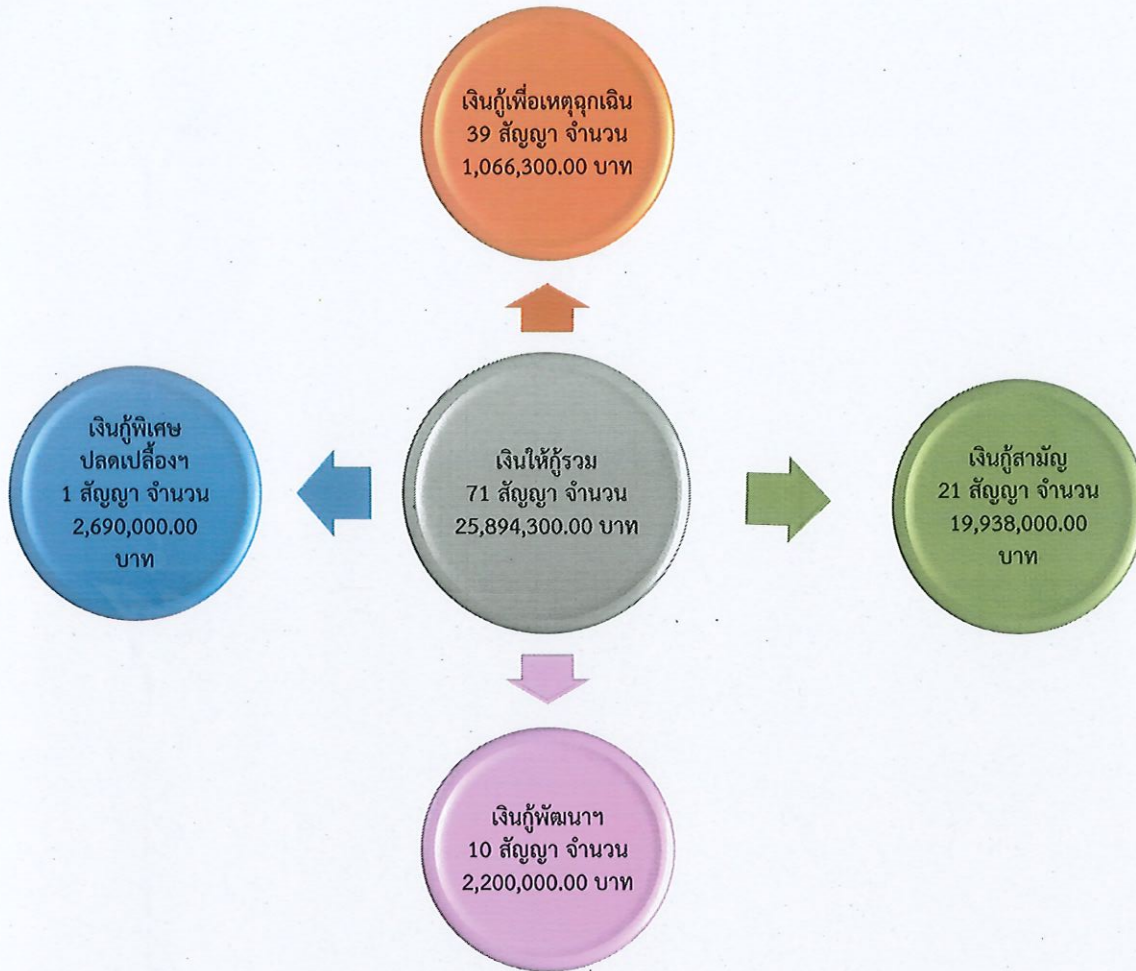 เงินกู้เพื่อเหตุฉุกเฉิน
39 สัญญา จำนวน
1,066,300.00 บาท
เงินกู้พิเศษ
ปลดเปลื้องฯ
1 สัญญา จำนวน
2,690,000.00
บาท
เงินให้กู้รวม
71 สัญญา จำนวน
25,894,300.00 บาท
เงินกู้สามัญ
21 สัญญา จำนวน
19,938,000.00
บาท
เงินกู้พัฒนาฯ
10 สัญญา จำนวน
2,200,000.00 บาท